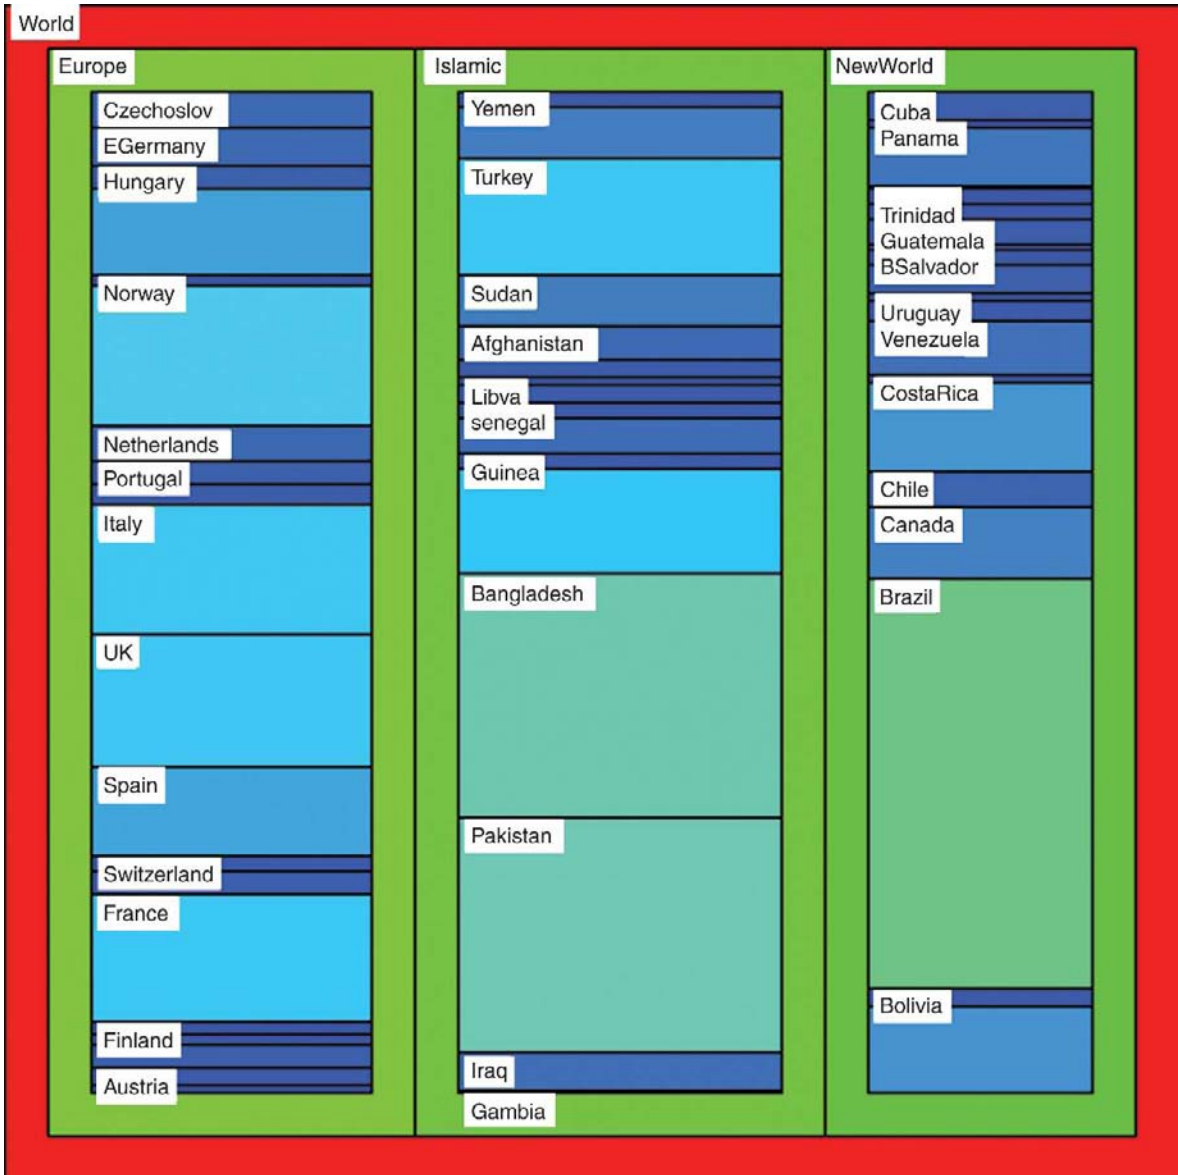 World
Europe
Czechoslov
EGermany
Hungary
Norway
Netherlands
Portugal
Italy
UK
Spain
Switzerland
France
Finland
Austria
Islamic
Yemen
Turkey
Sudan
Afghanistan
Libva
senegal
Guinea
Bangladesh
Pakistan
Iraq
Gambia
NewWorld
Cuba
Panama
Trinidad
Guatemala
BSalvador
Uruguay
Venezuela
CostaRica
Chile
Canada
Brazil
Bolivia